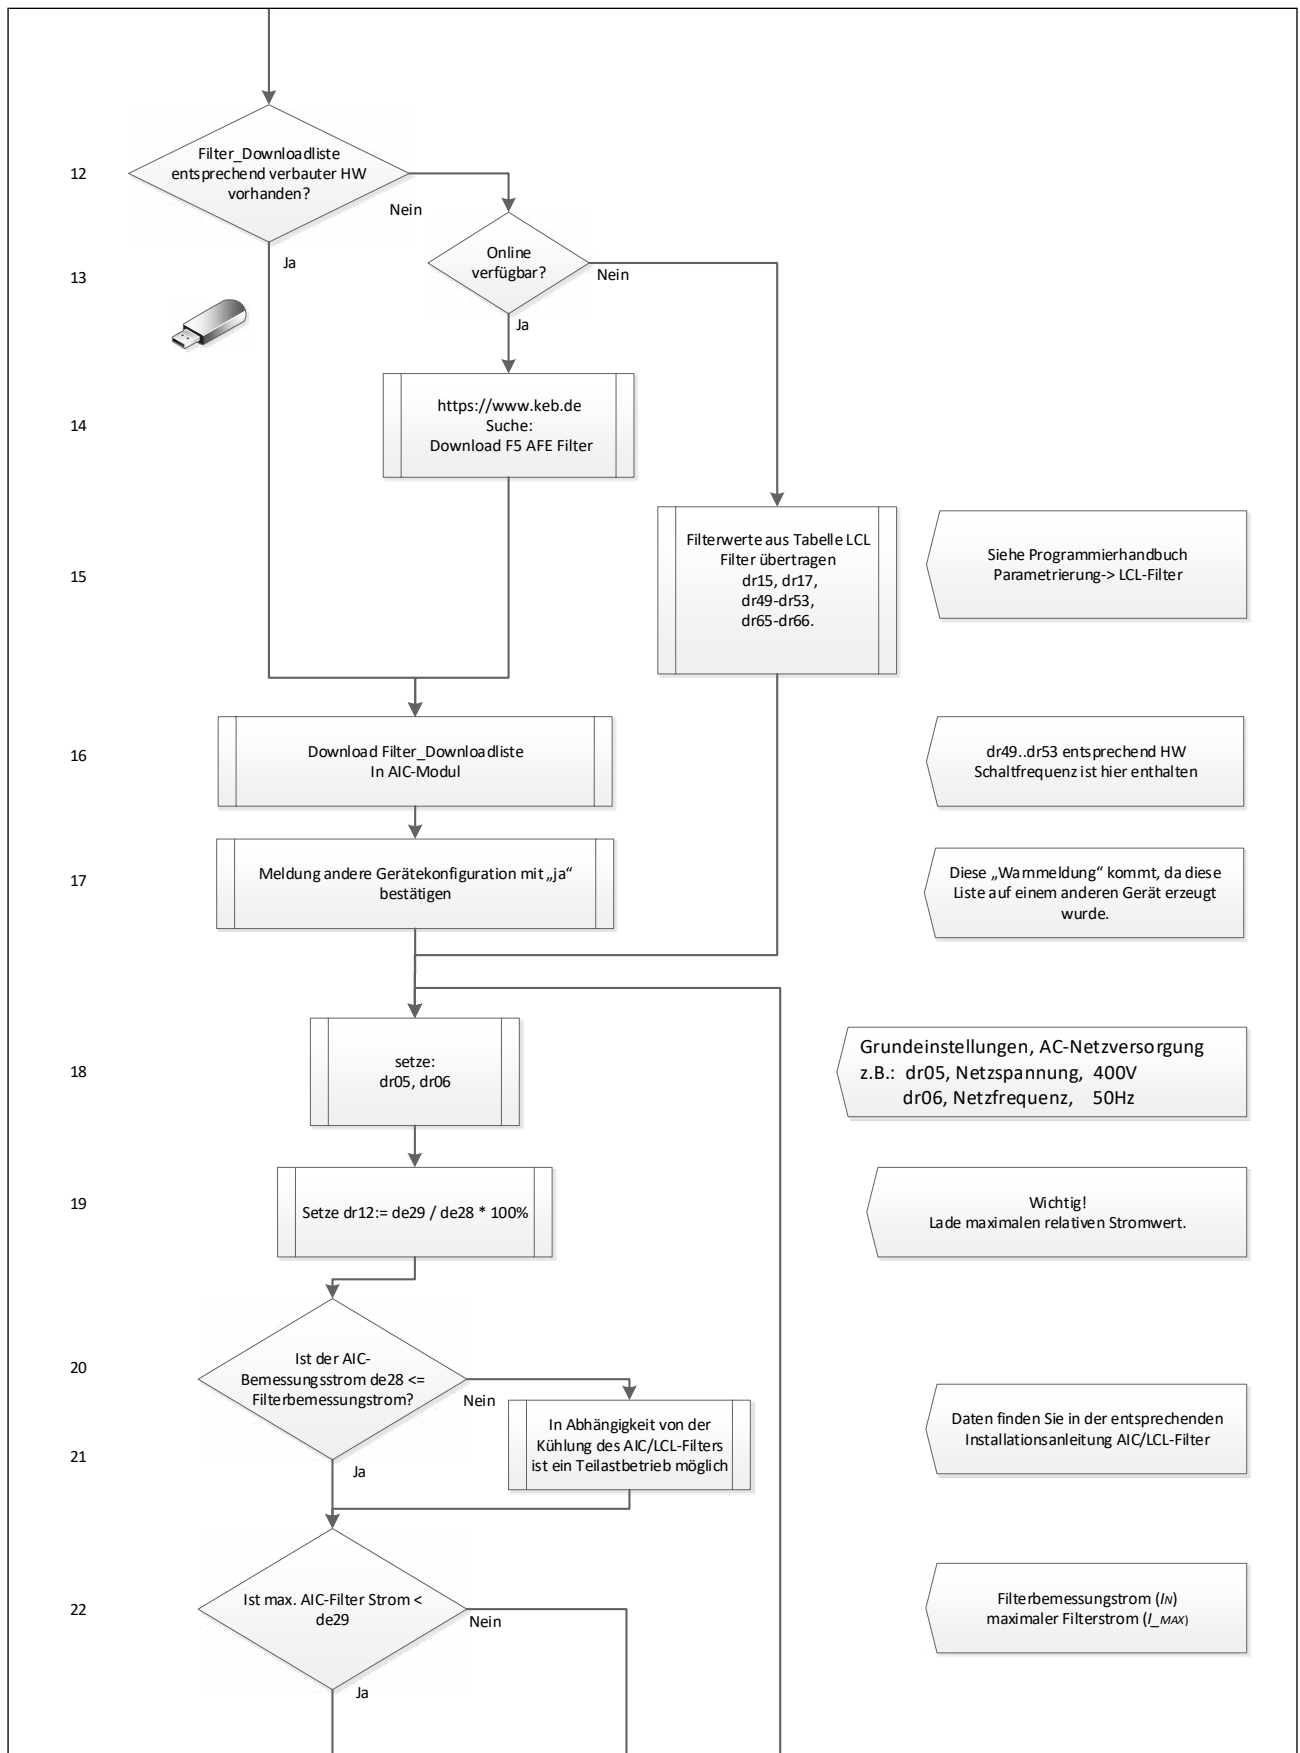 12
Filter_Downloadliste
entsprechend verbauter HW
vorhanden?
Nein
Ja
13
Online
verfügbar?
Nein
Ja
14
https://www.keb.de
Suche:
Download F5 AFE Filter
15
Filterwerte aus Tabelle LCL
Filter übertragen
dr15, dr17,
dr49-dr53,
dr65-dr66.
Siehe Programmierhandbuch
Parametrierung-> LCL-Filter
16
Download Filter_Downloadliste
In AIC-Modul
dr49..dr53 entsprechend HW
Schaltfrequenz ist hier enthalten
17
Meldung andere Gerätekonfiguration mit „ja“
bestätigen
Diese „Warnmeldung“ kommt, da diese
Liste auf einem anderen Gerät erzeugt
wurde.
18
setze:
dr05, dr06
Grundeinstellungen, AC-Netzversorgung
z.B.: dr05, Netzspannung, 400V
dr06, Netzfrequenz, 50Hz
19
Setze dr12:= de29 / de28 * 100%
Wichtig!
Lade maximalen relativen Stromwert.
20
Ist der AIC-
Bemessungsstrom de28 <=
Filterbemessungstrom?
Nein
Ja
21
In Abhängigkeit von der
Kühlung des AIC/LCL-Filters
ist ein Teilastbetrieb möglich
Daten finden Sie in der entsprechenden
Installationsanleitung AIC/LCL-Filter
22
Ist max. AIC-Filter Strom <
de29
Nein
Ja
Filterbemessungstrom (IN)
maximaler Filterstrom (I_MAX)